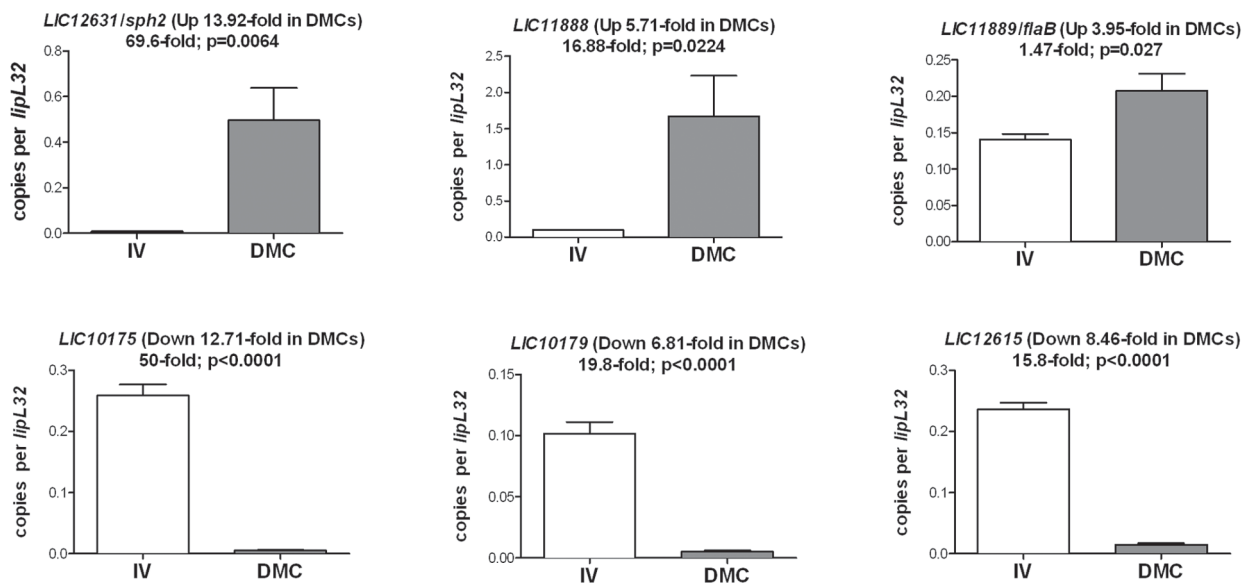 LIC12631/sph2 (Up 13.92-fold in DMCs)
69.6-fold; p=0.0064
copies per lipL32
0.8
0.6
0.4
0.2
0.0
IV
DMC
LIC11888 (Up 5.71-fold in DMCs)
16.88-fold; p=0.0224
copies per lipL32
2.5
2.0
1.5
1.0
0.5
0.0
IV
DMC
LIC11889/flaB (Up 3.95-fold in DMCs)
1.47-fold; p=0.027
copies per lipL32
0.25
0.20
0.15
0.10
0.05
0.00
IV
DMC
LIC10175 (Down 12.71-fold in DMCs)
50-fold; p<0.0001
copies per lipL32
0.3
0.2
0.1
0.0
IV
DMC
LIC10179 (Down 6.81-fold in DMCs)
19.8-fold; p<0.0001
copies per lipL32
0.15
0.10
0.05
0.00
IV
DMC
LIC12615 (Down 8.46-fold in DMCs)
15.8-fold; p<0.0001
copies per lipL32
0.3
0.2
0.1
0.0
IV
DMC